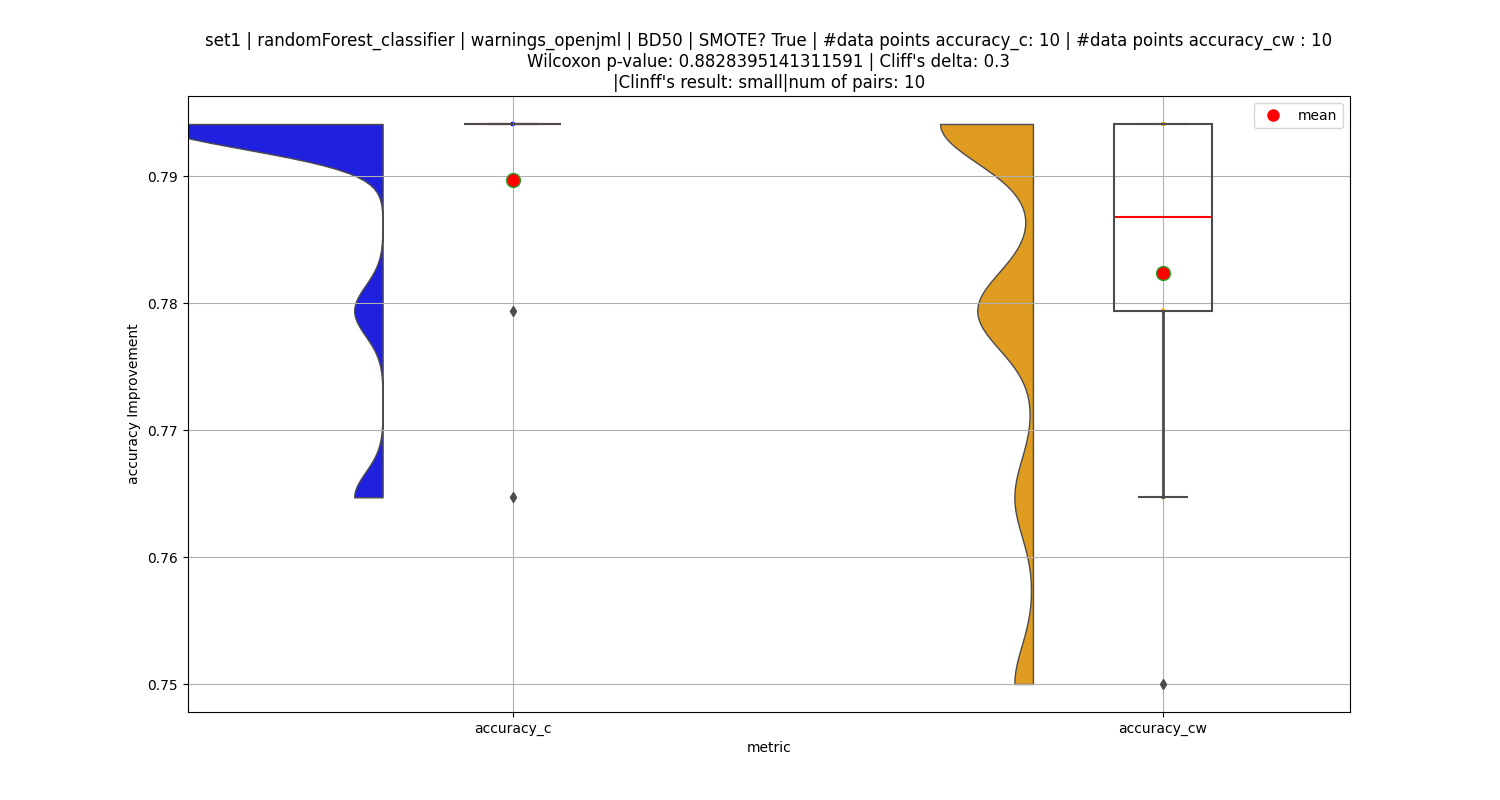 set1 | randomForest_classifier | warnings_openjml | BD50 | SMOTE? True | #data points accuracy_c: 10 | #data points accuracy_cw : 10
Wilcoxon p-value: 0.8828395141311591 | Cliff's delta: 0.3
|Clinff's result: small|num of pairs: 10
mean
0.79
0.78
0.77
0.76
0.75
accuracy Improvement
accuracy_c
accuracy_cw
metric